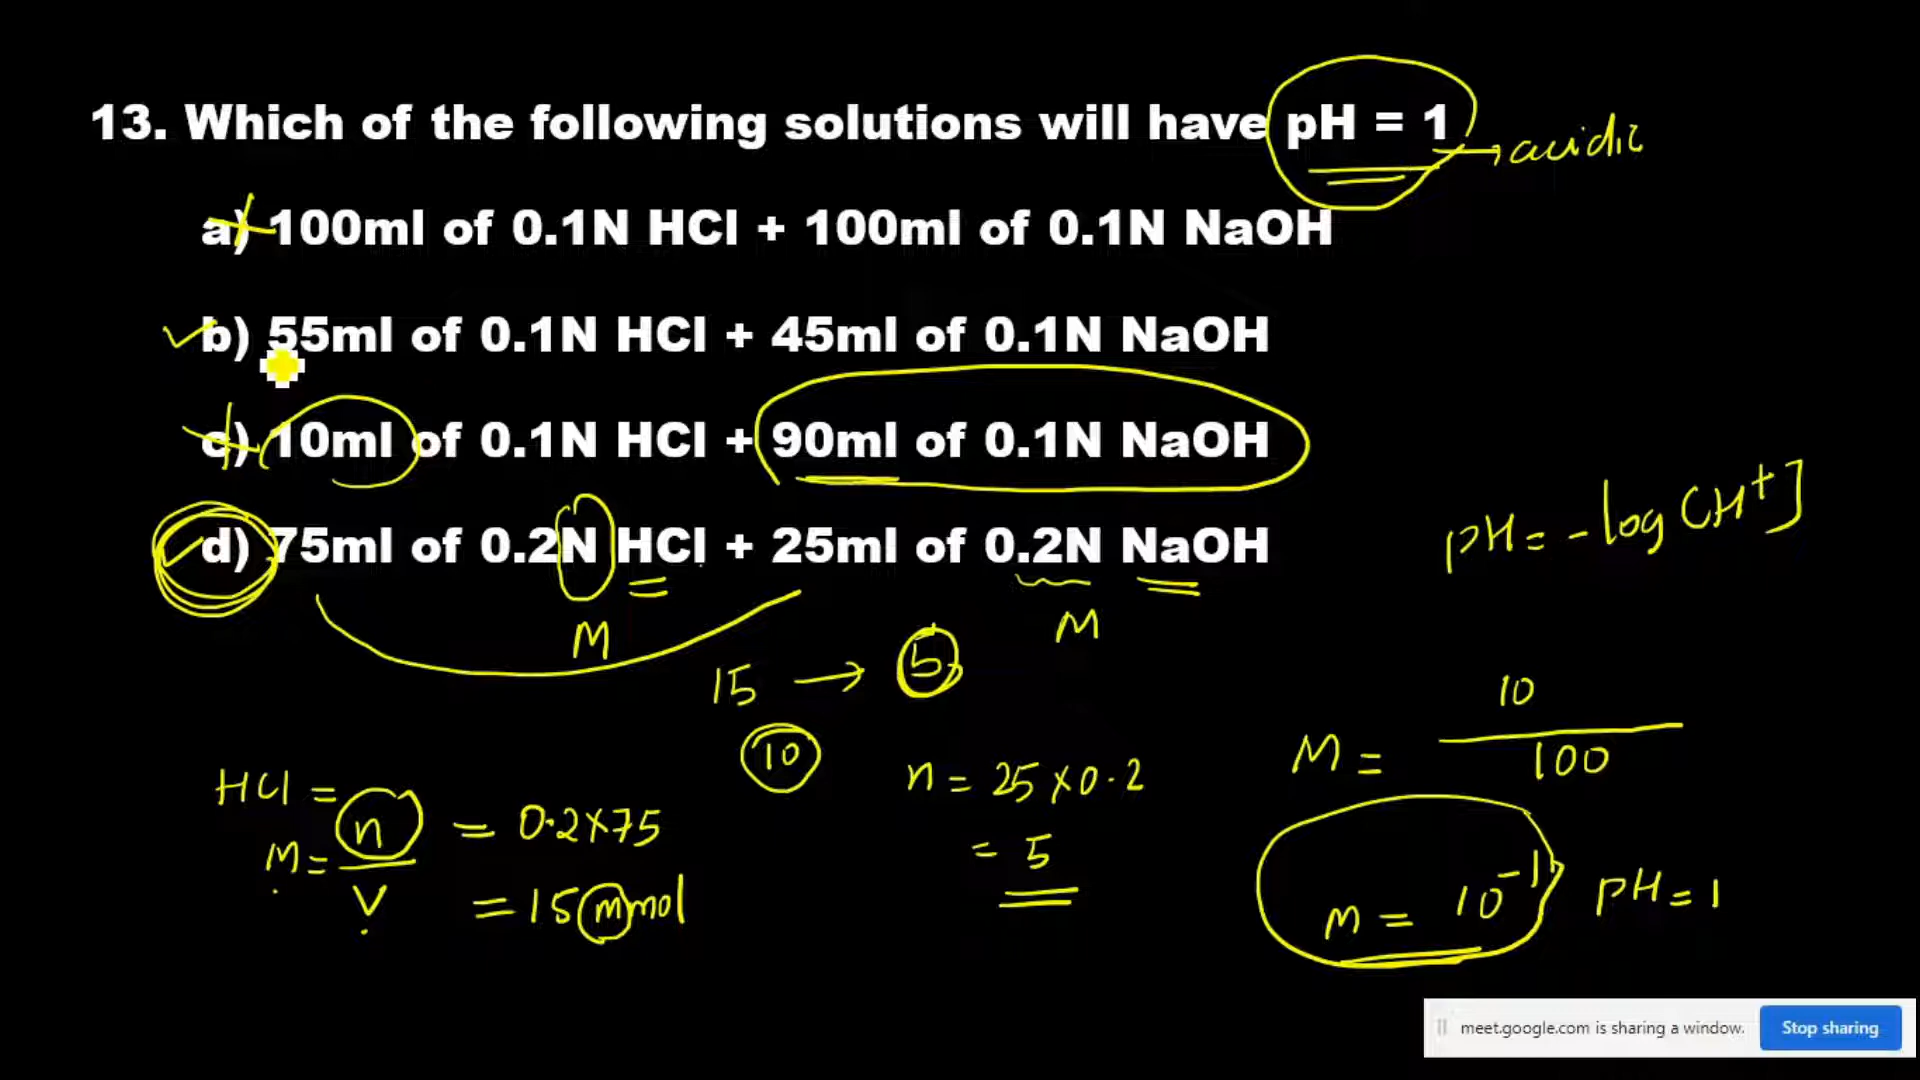 13. Which of the following solutions will have pH = 1
→ acidic
a) 100ml of 0.1N HCl + 100ml of 0.1N NaOH
b) 55ml of 0.1N HCl + 45ml of 0.1N NaOH
c) 10ml of 0.1N HCl + 90ml of 0.1N NaOH
d) 75ml of 0.2N HCl + 25ml of 0.2N NaOH
pH = - log [H+]
M
M
15 → 5
10
HCl =
M = n / V
= 0.2 x 75
= 15 mmol
n = 25 x 0.2
= 5
M = 10 / 100
M = 10^-1
pH = 1
meet.google.com is sharing a window.
Stop sharing